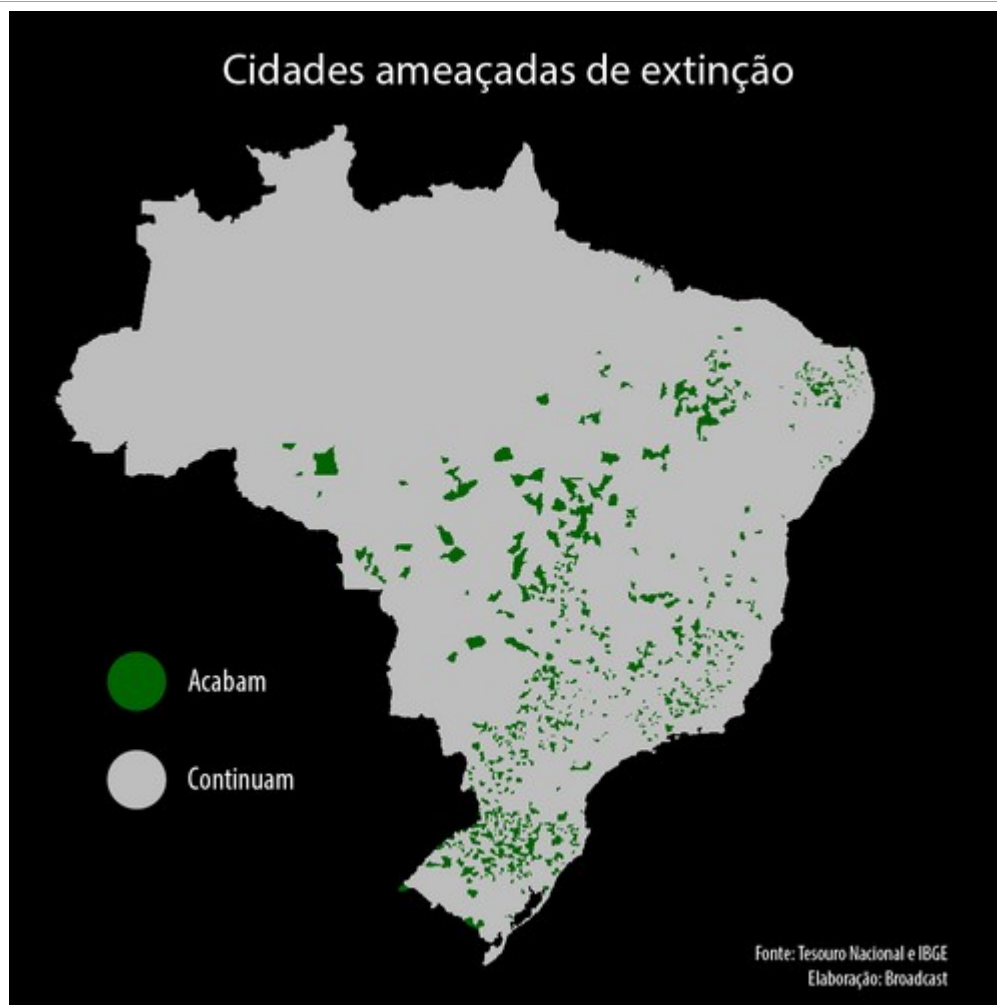 Cidades ameaçadas de extinção
Acabam
Continuam
Fonte: Tesouro Nacional e IBGE
Elaboração: Broadcast